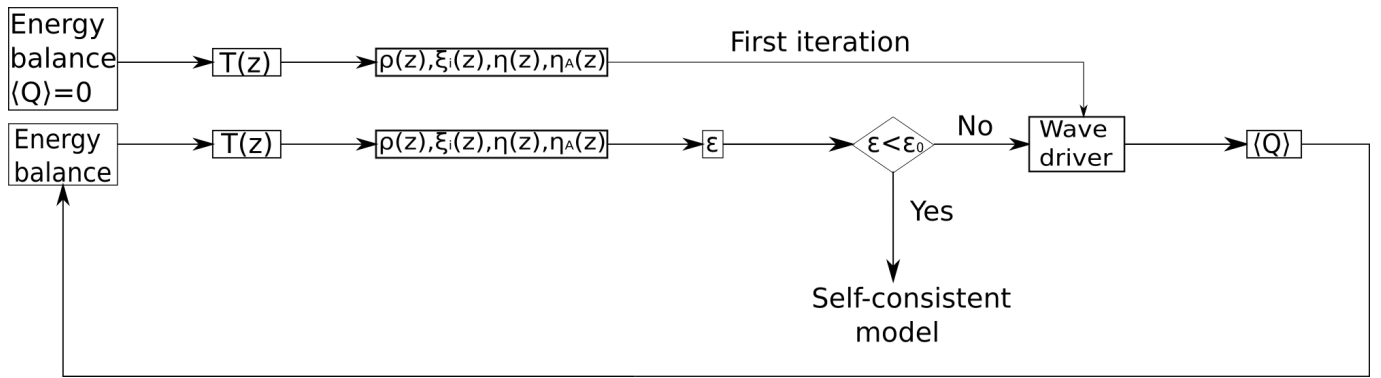 First iteration
Energy
balance
⟨Q⟩=0
T(z)
ρ(z),ξᵢ(z),η(z),η_A(z)
Energy
balance
T(z)
ρ(z),ξᵢ(z),η(z),η_A(z)
ε
ε<ε₀
No
Wave
driver
⟨Q⟩
Yes
Self-consistent
model